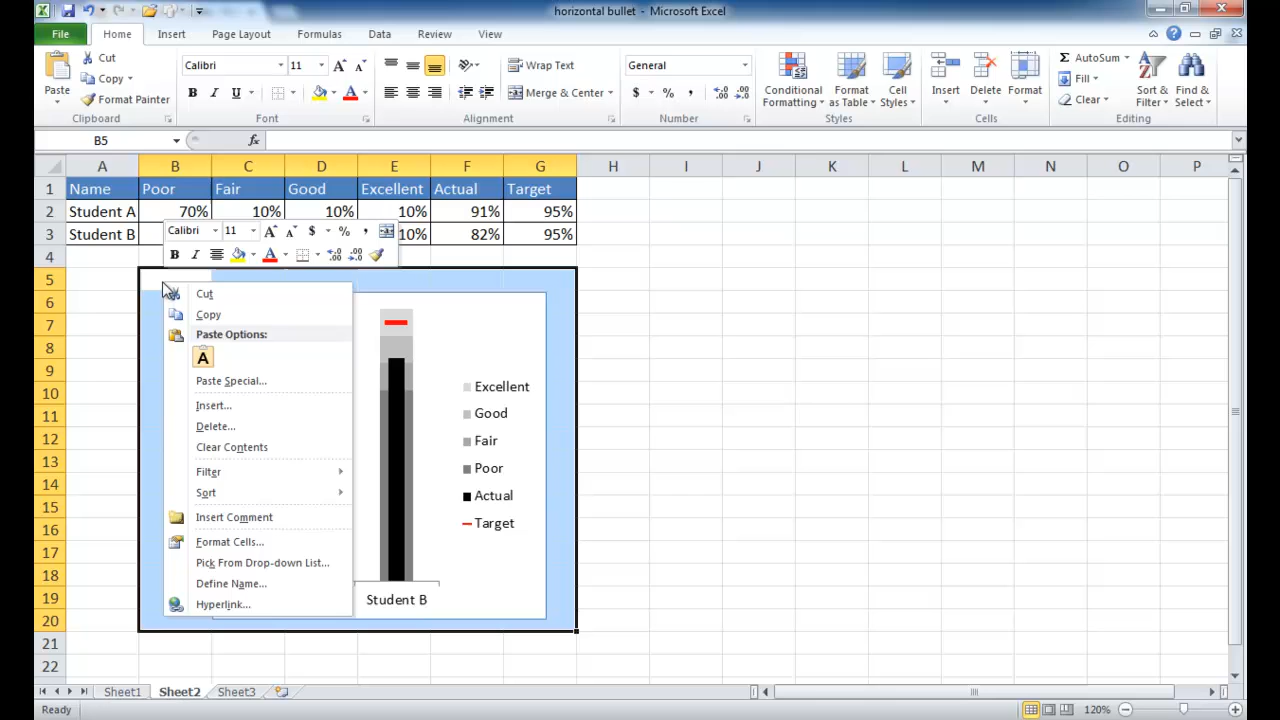 horizontal bullet - Microsoft Excel
File Home Insert Page Layout Formulas Data Review View
Paste
Cut
Copy
Format Painter
Clipboard
Calibri 11
B I U A
Font
Wrap Text
Merge & Center
Alignment
General
$ % ,
Number
Conditional Formatting
Format as Table
Cell Styles
Styles
Insert
Delete
Format
Cells
AutoSum
Fill
Clear
Sort & Filter
Find & Select
Editing
B5 fx
A B C D E F G H I J K L M N O P
1 Name Poor Fair Good Excellent Actual Target
2 Student A 70% 10% 10% 10% 91% 95%
3 Student B 10% 82% 95%
Calibri 11 A A $ % ,
B I A
4
5
6
7
8
9
10
11
12
13
14
15
16
17
18
19
20
21
22
Cut
Copy
Paste Options:
A
Paste Special...
Insert...
Delete...
Clear Contents
Filter
Sort
Insert Comment
Format Cells...
Pick From Drop-down List...
Define Name...
Hyperlink...
Excellent
Good
Fair
Poor
Actual
Target
Student B
Sheet1 Sheet2 Sheet3
Ready 120%